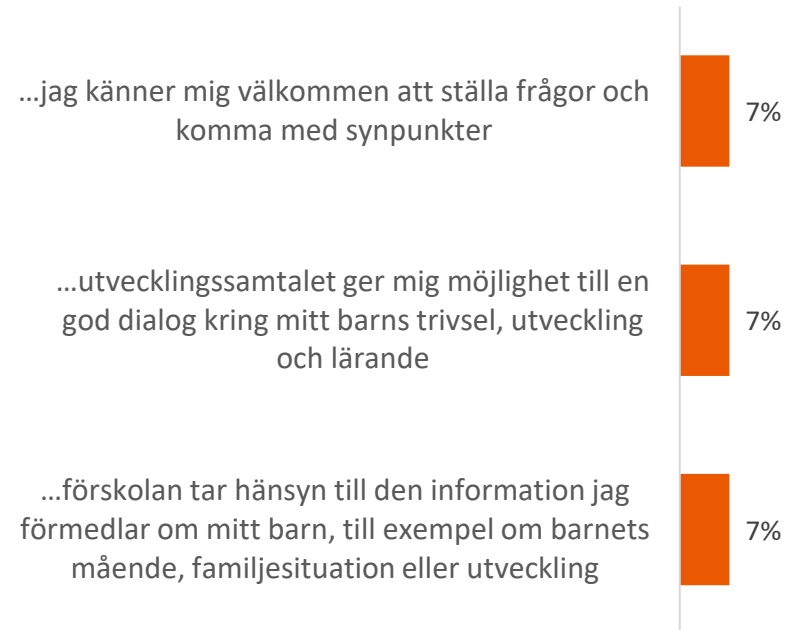 …jag känner mig välkommen att ställa frågor och
komma med synpunkter
7%
…utvecklingssamtalet ger mig möjlighet till en
god dialog kring mitt barns trivsel, utveckling
och lärande
7%
…förskolan tar hänsyn till den information jag
förmedlar om mitt barn, till exempel om barnets
mående, familjesituation eller utveckling
7%